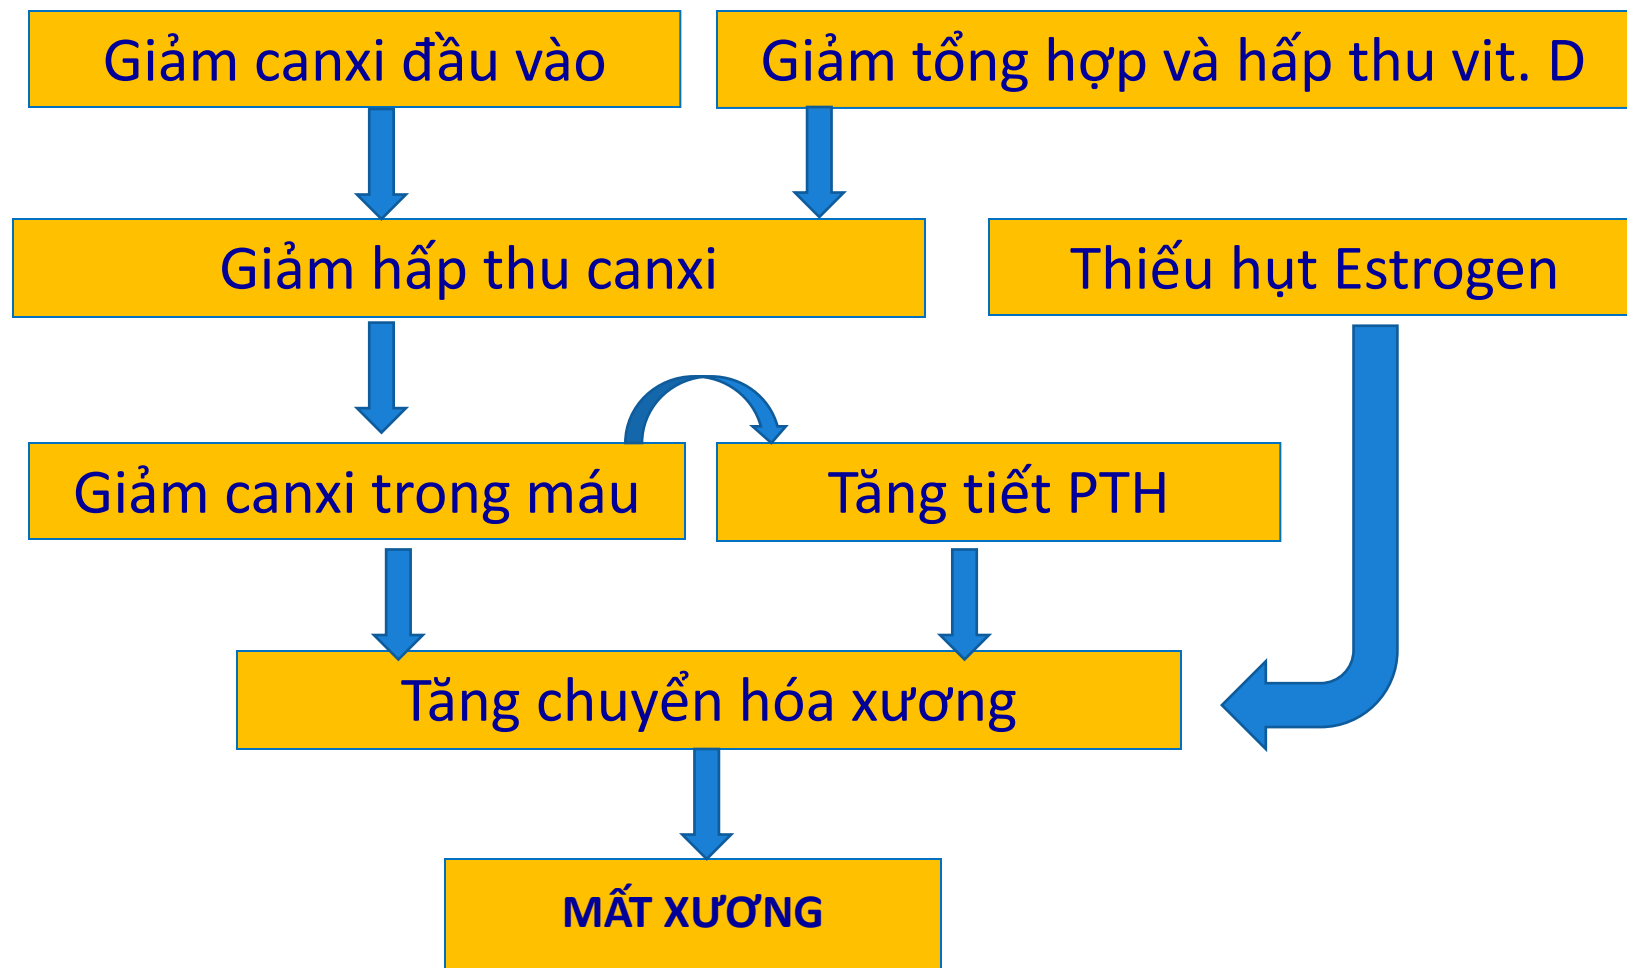 Giảm canxi đầu vào
Giảm tổng hợp và hấp thu vit. D
Giảm hấp thu canxi
Thiếu hụt Estrogen
Giảm canxi trong máu
Tăng tiết PTH
Tăng chuyển hóa xương
MẤT XƯƠNG